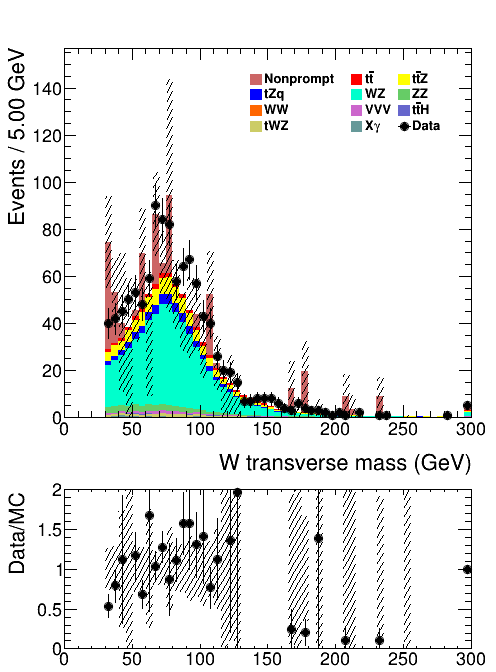 Events / 5.00 GeV
140
120
100
80
60
40
20
0
Nonprompt tt̄ tt̄Z
tZq WZ ZZ
WW VVV tt̄H
tWZ Xγ Data
0 50 100 150 200 250 300
W transverse mass (GeV)
Data/MC
2
1.5
1
0.5
0
0 50 100 150 200 250 300